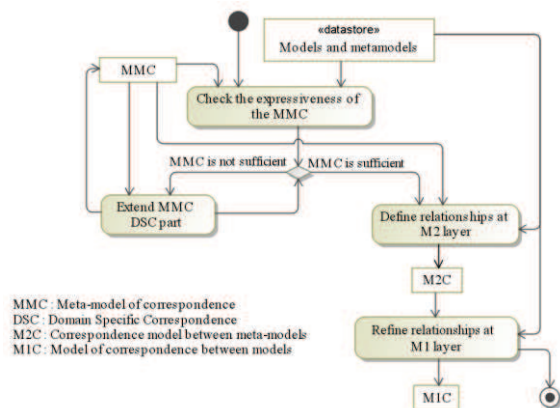 «datastore»
Models and metamodels
MMC
Check the expressiveness of
the MMC
MMC is not sufficient
MMC is sufficient
Extend MMC
DSC part
Define relationships at
M2 layer
M2C
MMC : Meta-model of correspondence
DSC : Domain Specific Correspondence
M2C : Correspondence model between meta-models
M1C : Model of correspondence between models
Refine relationships at
M1 layer
M1C